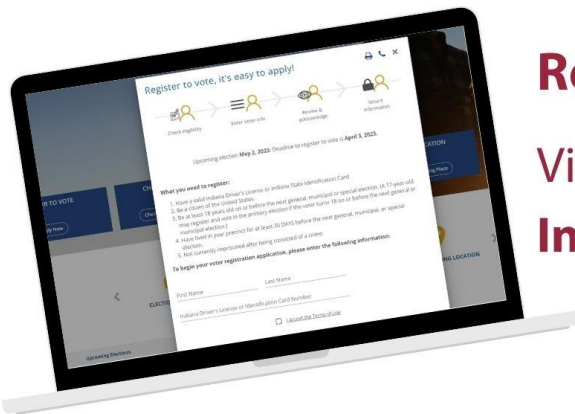 Register to vote, it's easy to apply!
Check eligibility
Enter Voter Info
Review &
acknowledge
Secure
information
Upcoming election May 2, 2023: Deadline to register to vote is April 3, 2023.
What you need to register:
1. Have a valid Indiana Driver's License or Indiana State Identification Card.
2. Be a citizen of the United States.
3. Be at least 18 years old on or before the next general, municipal or special election. (A 17-year old
may register and vote in the primary election if the voter turns 18 on or before the next general or
municipal election.)
4. Have lived in your precinct for at least 30 DAYS before the next general, municipal, or special
election.
5. Not currently imprisoned after being convicted of a crime.
To begin your voter registration application, please enter the following information:
First Name
Last Name
Indiana Driver's License or Identification Card Number
I Accept the Terms of Use
R TO VOTE
CATION
ELECTI
NG LOCATION
Upcoming Elections
Re
Vi
In